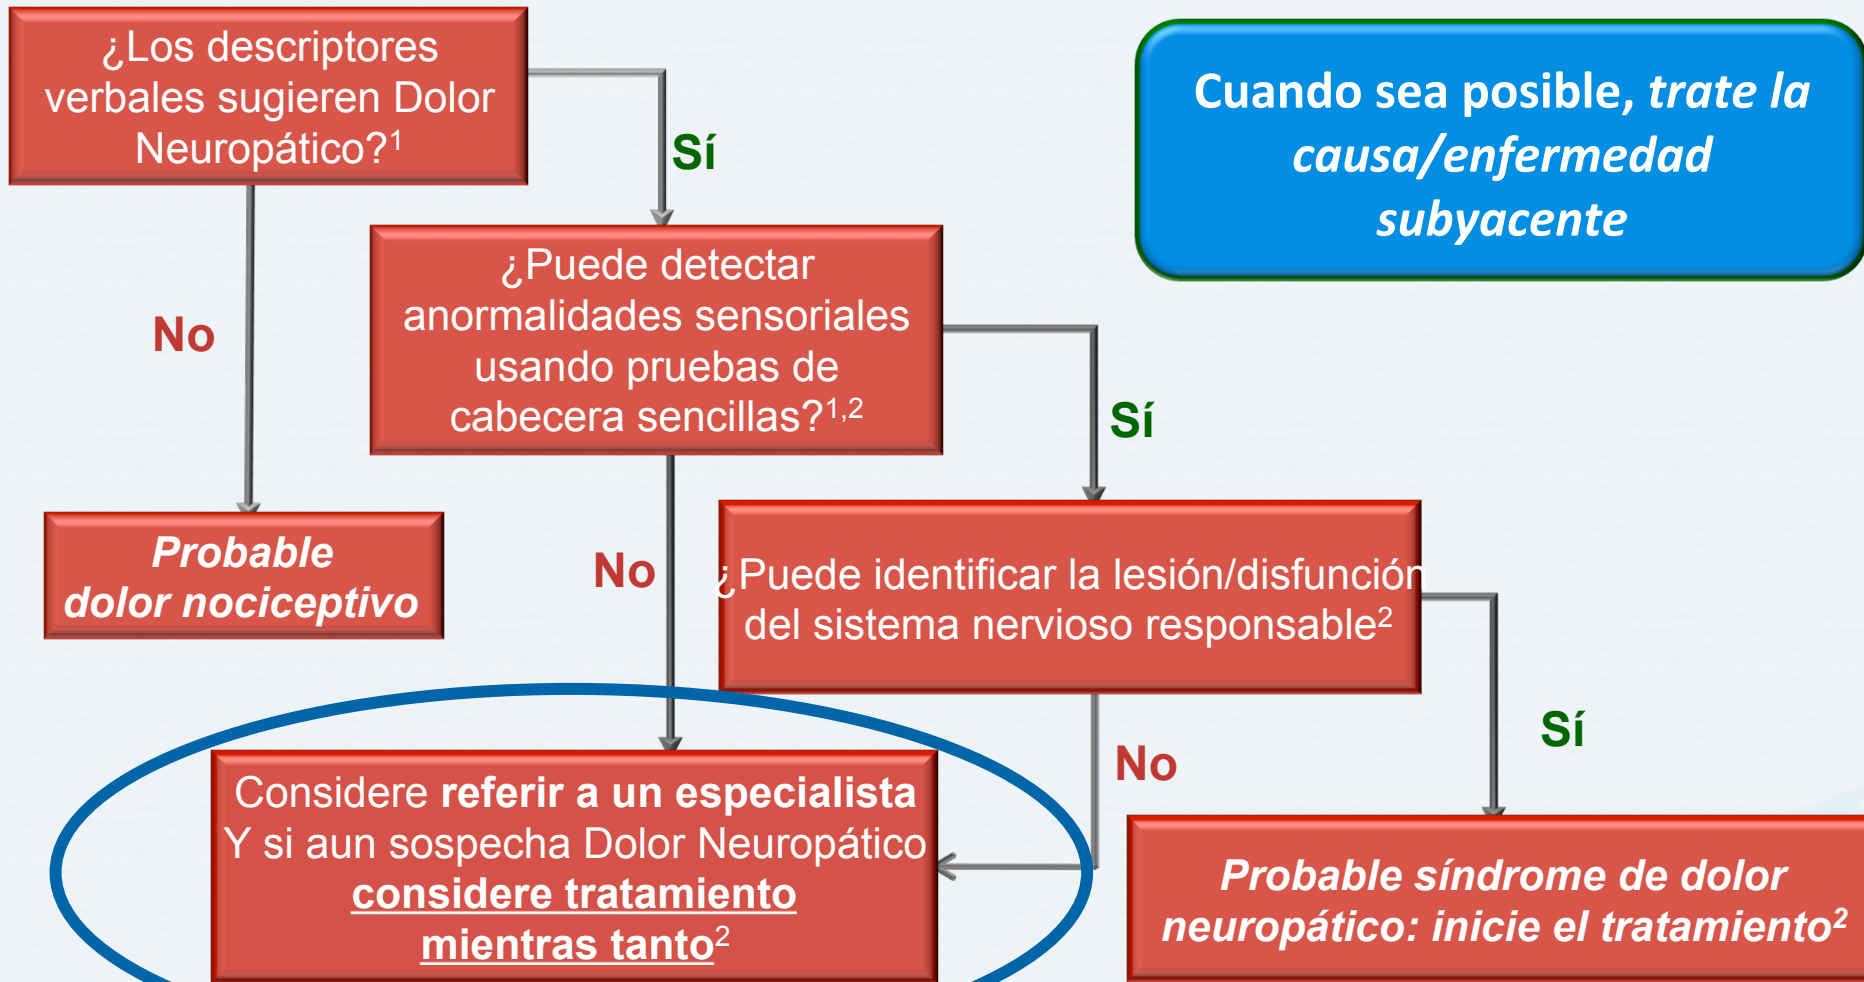 ¿Los descriptores
verbales sugieren Dolor
Neuropático?1
Sí
Cuando sea posible, trate la
causa/enfermedad
subyacente
No
¿Puede detectar
anormalidades sensoriales
usando pruebas de
cabecera sencillas?1,2
Sí
Probable
dolor nociceptivo
No
¿Puede identificar la lesión/disfunción
del sistema nervioso responsable2
Sí
No
Considere referir a un especialista
Y si aun sospecha Dolor Neuropático
considere tratamiento
mientras tanto2
Probable síndrome de dolor
neuropático: inicie el tratamiento2